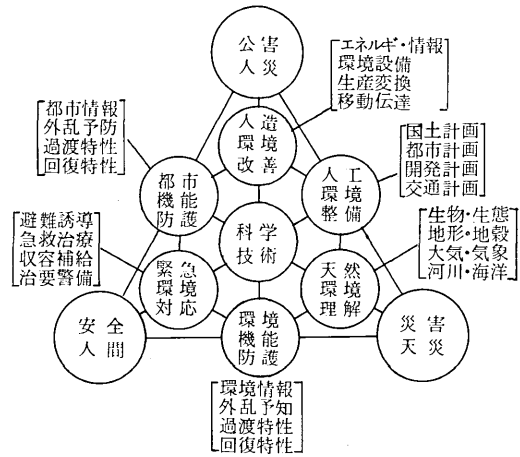 公害
人災
エネルギ・情報
環境設備
生産変換
移動伝達
都市情報
外乱予防
過渡特性
回復特性
人造
環境
改善
国土計画
都市計画
開発計画
交通計画
都市
機能
防護
人工
環境
整備
科学
技術
避難誘導
急救治療
収容補給
治要警備
生物・生態
地形・地殻
大気・気象
河川・海洋
緊急
環境
対応
天然
環境
理解
安全
人間
環境
機能
防護
災害
天災
環境情報
外乱予知
過渡特性
回復特性